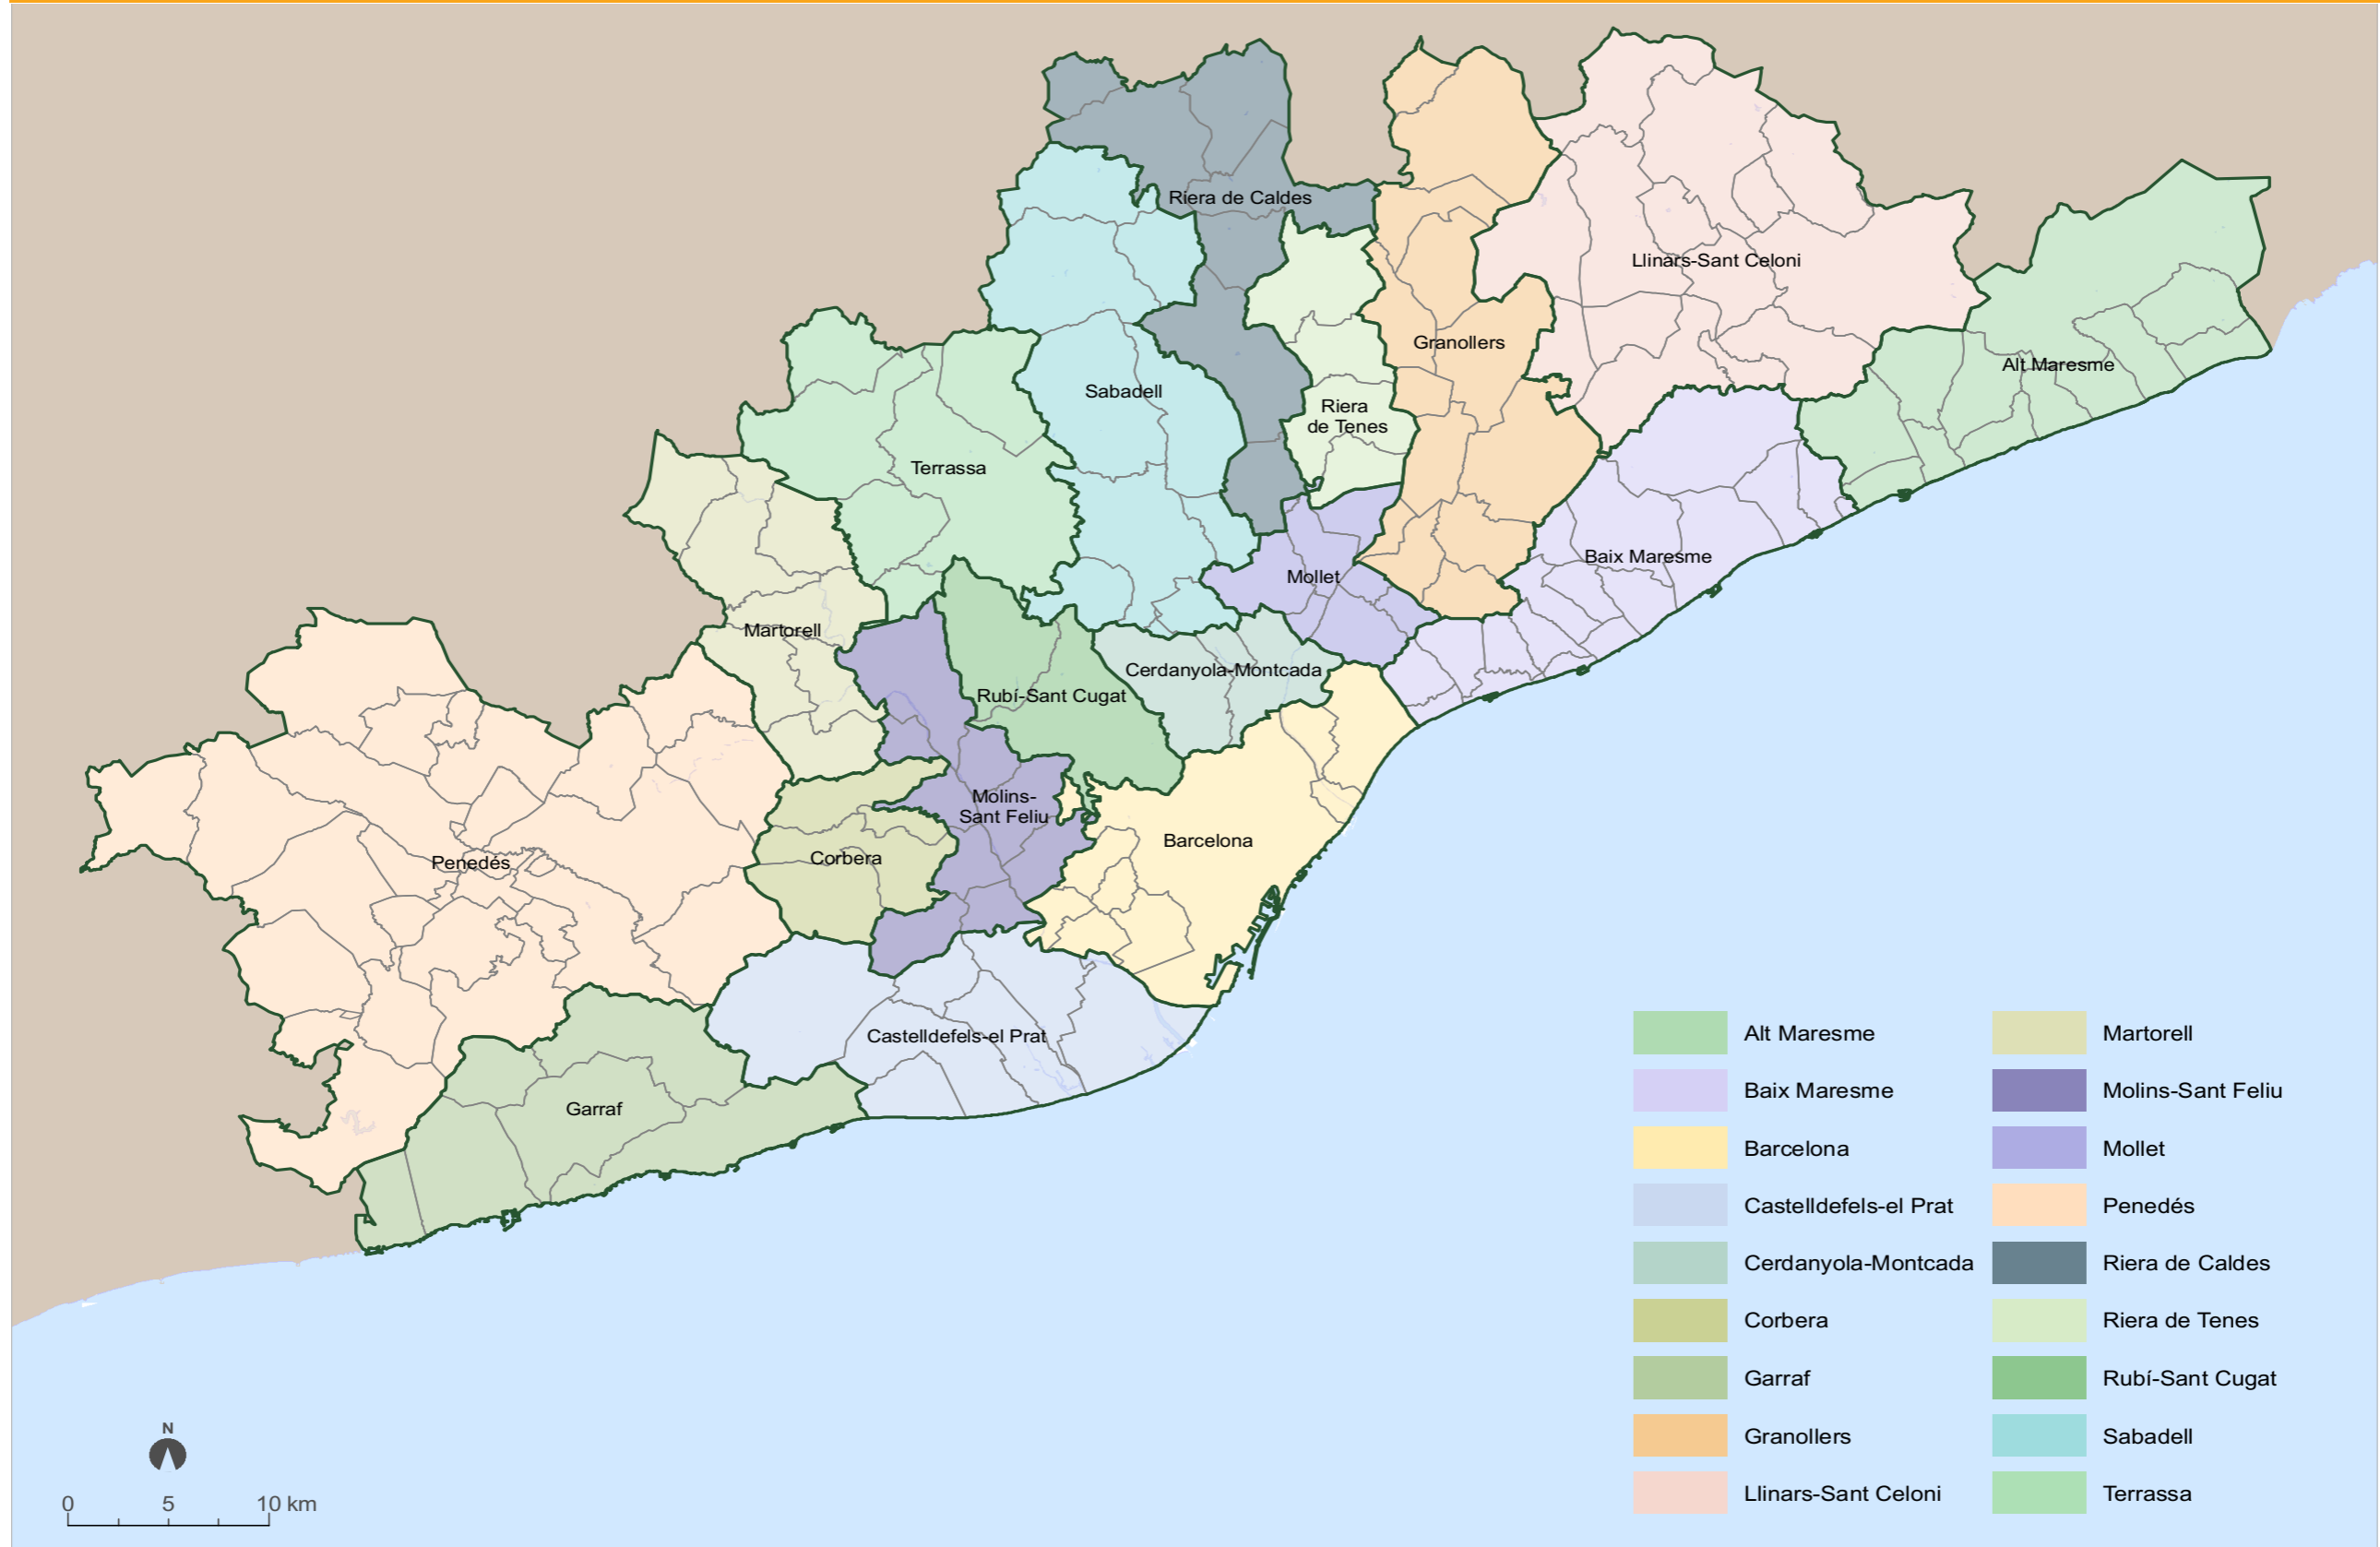 Riera de Caldes
Llinars-Sant Celoni
Granollers
Alt Maresme
Sabadell
Riera
de Tenes
Terrassa
Baix Maresme
Mollet
Martorell
Cerdanyola-Montcada
Rubí-Sant Cugat
Molins-
Sant Feliu
Barcelona
Corbera
Penedés
Castelldefels-el Prat
Garraf
Alt Maresme
Baix Maresme
Barcelona
Castelldefels-el Prat
Cerdanyola-Montcada
Corbera
Garraf
Granollers
Llinars-Sant Celoni
Martorell
Molins-Sant Feliu
Mollet
Penedés
Riera de Caldes
Riera de Tenes
Rubí-Sant Cugat
Sabadell
Terrassa
N
0 5 10 km